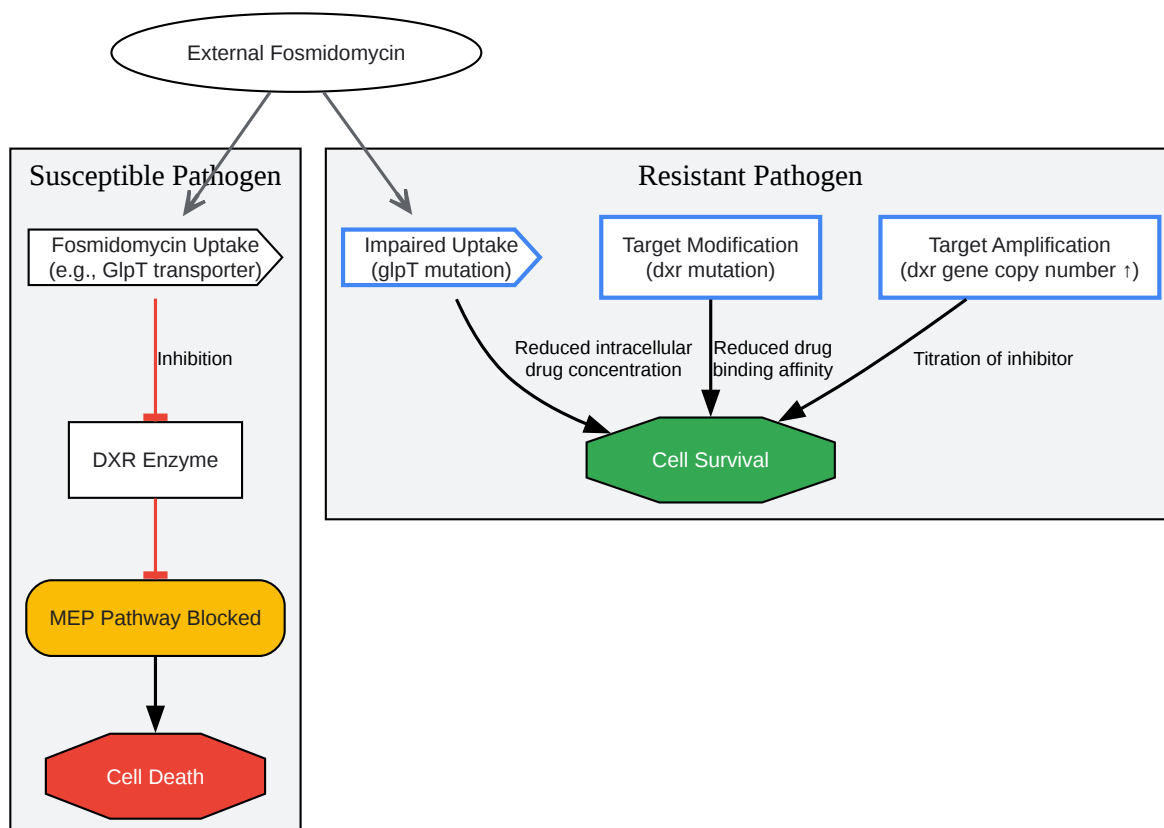 External Fosmidomycin
Susceptible Pathogen
Fosmidomycin Uptake
(e.g., GlpT transporter)
Inhibition
DXR Enzyme
MEP Pathway Blocked
Cell Death
Resistant Pathogen
Impaired Uptake
(glpT mutation)
Target Modification
(dxr mutation)
Target Amplification
(dxr gene copy number ↑)
Reduced intracellular
drug concentration
Reduced drug
binding affinity
Titration of inhibitor
Cell Survival